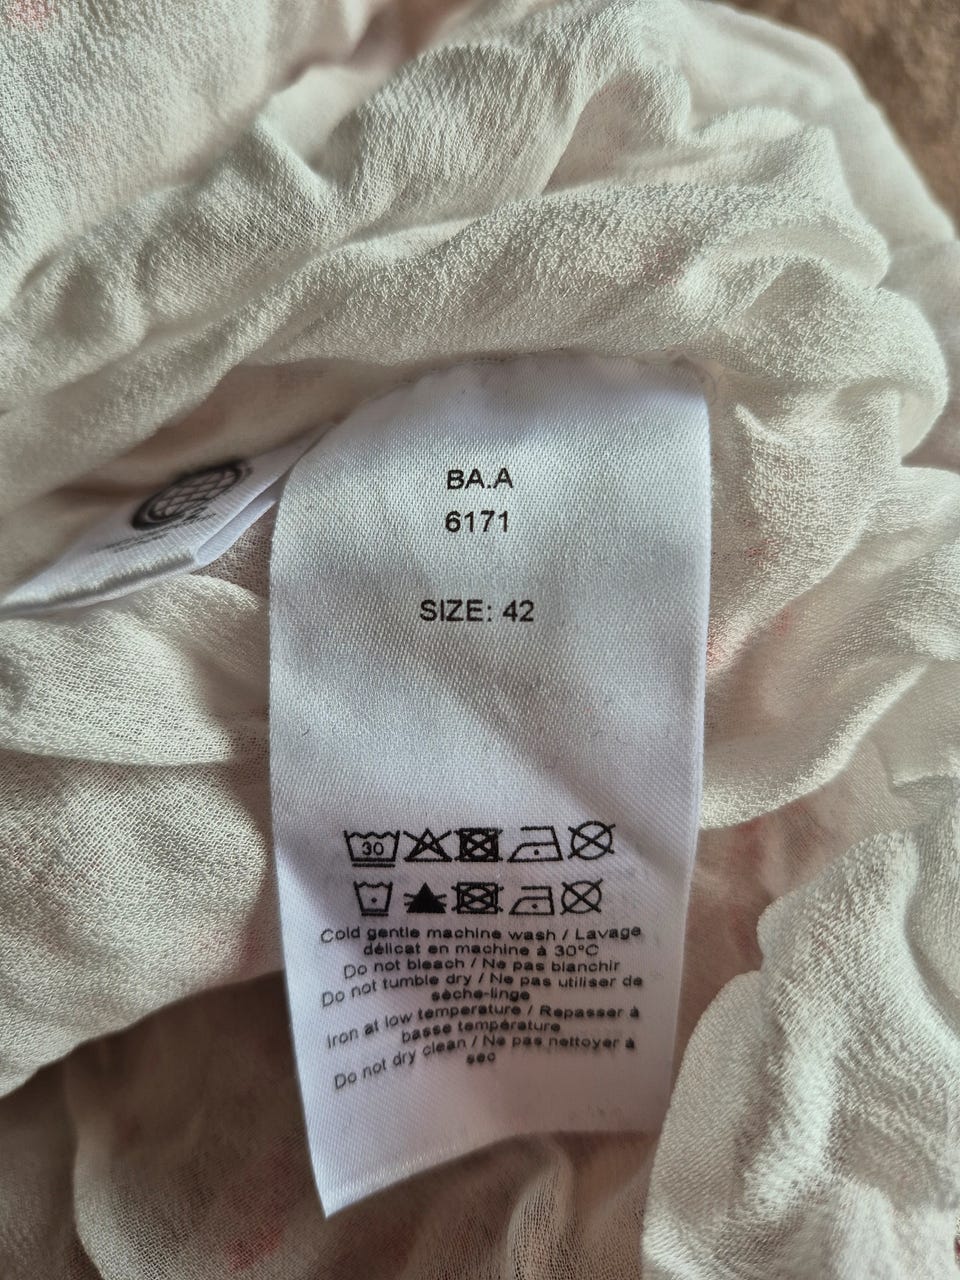 BA.A
6171
SIZE: 42
30
Cold gentle machine wash / Lavage
délicat en machine à 30°C
Do not bleach / Ne pas blanchir
Do not tumble dry / Ne pas utiliser de
sèche-linge
Iron at low temperature / Repasser à
basse température
Do not dry clean / Ne pas nettoyer à
sec